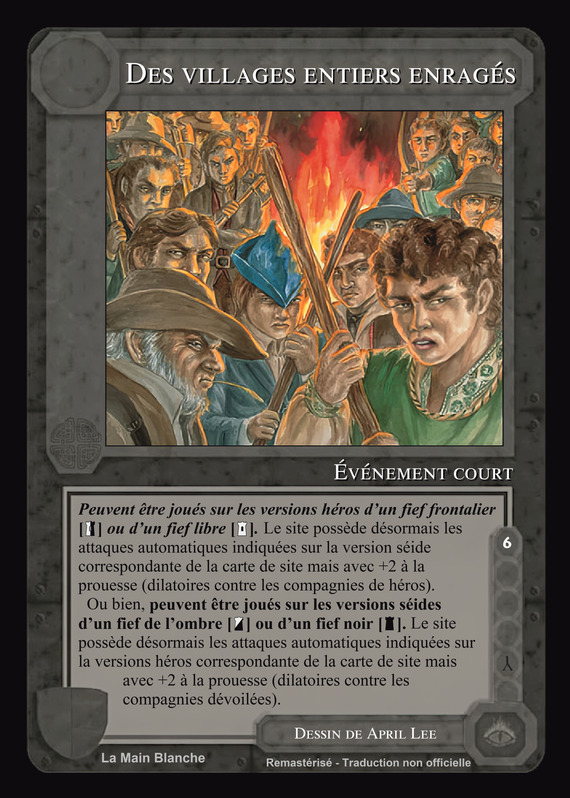 Des villages entiers enragés
Événement court
Peuvent être joués sur les versions héros d'un fief frontalier
[] ou d'un fief libre []. Le site possède désormais les
attaques automatiques indiquées sur la version séide
correspondante de la carte de site mais avec +2 à la
prouesse (dilatoires contre les compagnies de héros).
Ou bien, peuvent être joués sur les versions séides
d'un fief de l'ombre [] ou d'un fief noir []. Le site
possède désormais les attaques automatiques indiquées sur
la versions héros correspondante de la carte de site mais
avec +2 à la prouesse (dilatoires contre les
compagnies dévoilées).
6
Dessin de April Lee
La Main Blanche
Remastérisé - Traduction non officielle